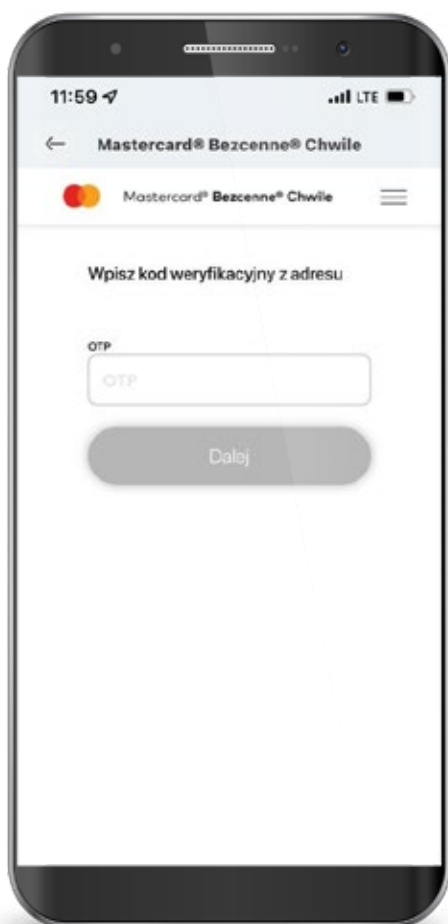 11:59
LTE
Mastercard® Bezcenne® Chwile
Mastercard® Bezcenne® Chwile
Wpisz kod weryfikacyjny z adresu
OTP
OTP
Dalej